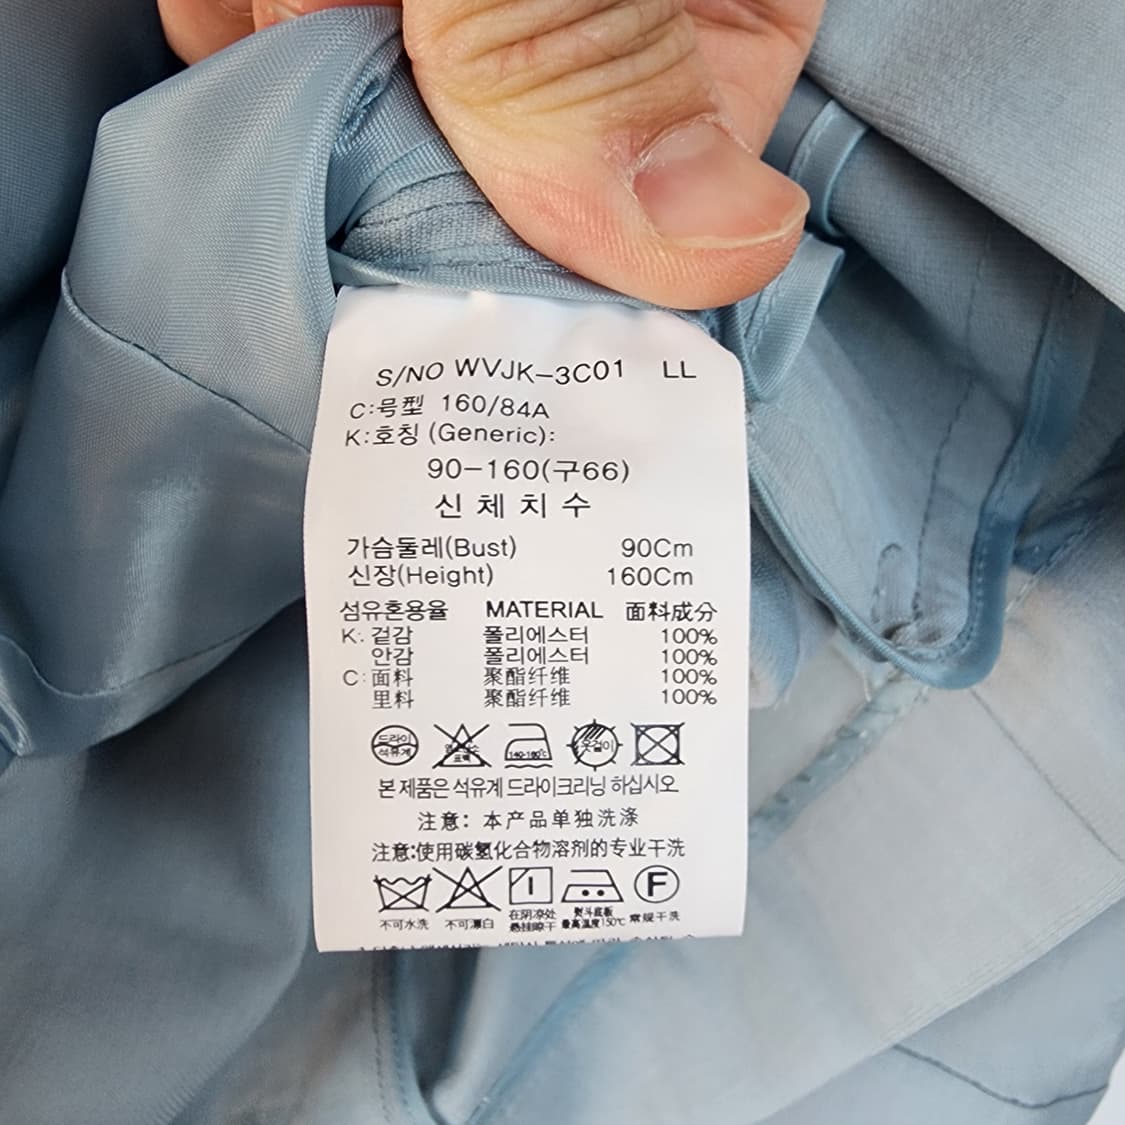 S/NO WVJK-3C01 LL
C:号型 160/84A
K:호칭 (Generic):
90-160(구66)
신체치수
가슴둘레(Bust) 90Cm
신장(Height) 160Cm
섬유혼용율 MATERIAL 面料成分
K: 겉감 폴리에스터 100%
안감 폴리에스터 100%
C: 面料 聚酯纤维 100%
里料 聚酯纤维 100%
드라이
석유계
염소
표백
140-160℃
옷걸이
본 제품은 석유계 드라이크리닝 하십시오
注意: 本产品单独洗涤
注意:使用碳氢化合物溶剂的专业干洗
F
不可水洗 不可漂白 在阴凉处悬挂晾干 熨斗底板最高温度150℃ 常规干洗